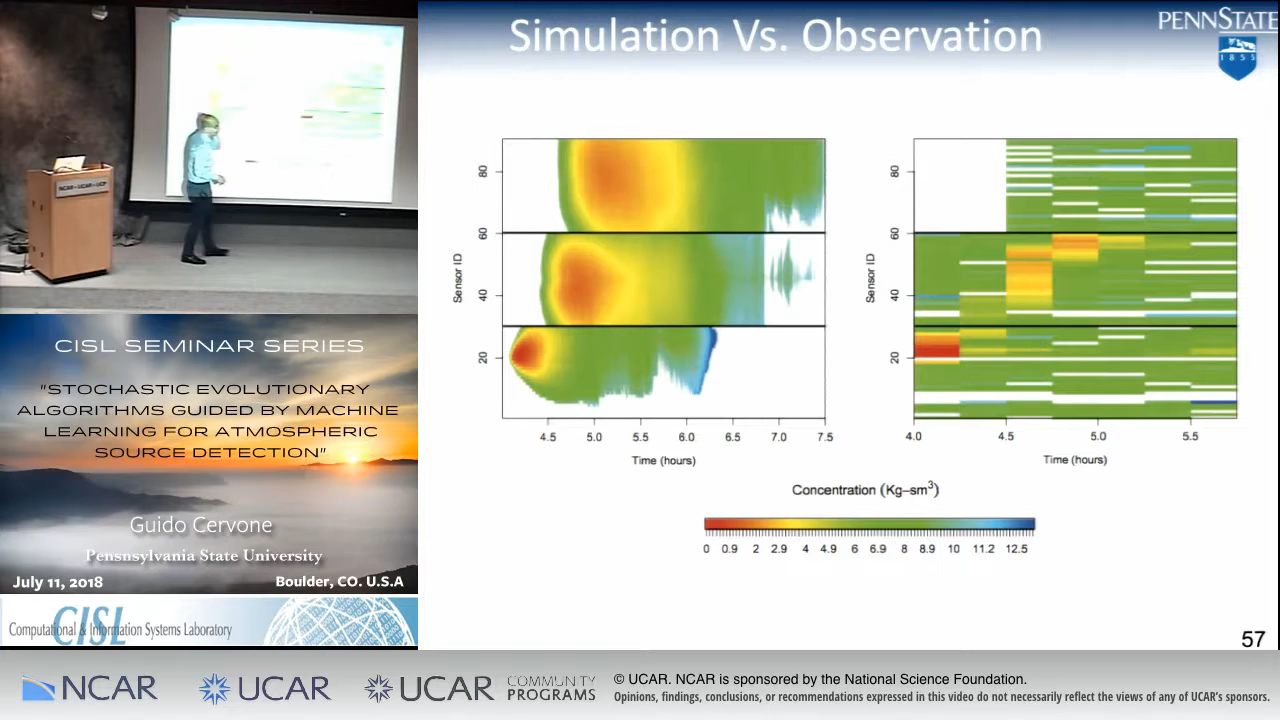 Simulation Vs. Observation
PENNSTATE
1855
NCAR-UCAR-UCP
CISL SEMINAR SERIES
"STOCHASTIC EVOLUTIONARY
ALGORITHMS GUIDED BY MACHINE
LEARNING FOR ATMOSPHERIC
SOURCE DETECTION"
Guido Cervone
Pensnsylvania State University
July 11, 2018
Boulder, CO. U.S.A
CISL
Computational & Information Systems Laboratory
Sensor ID
80
60
40
20
4.5 5.0 5.5 6.0 6.5 7.0 7.5
Time (hours)
Sensor ID
80
60
40
20
4.0 4.5 5.0 5.5
Time (hours)
Concentration (Kg–sm3)
0 0.9 2 2.9 4 4.9 6 6.9 8 8.9 10 11.2 12.5
57
NCAR
UCAR
UCAR
COMMUNITY
PROGRAMS
© UCAR. NCAR is sponsored by the National Science Foundation.
Opinions, findings, conclusions, or recommendations expressed in this video do not necessarily reflect the views of any of UCAR's sponsors.